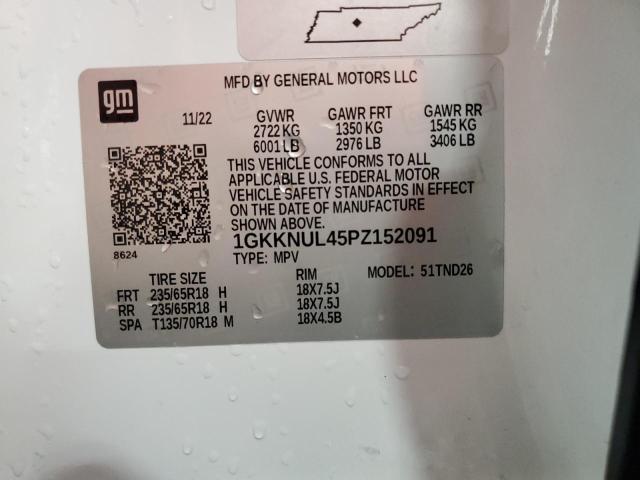 gm
MFD BY GENERAL MOTORS LLC
11/22 GVWR GAWR FRT GAWR RR
2722 KG 1350 KG 1545 KG
6001 LB 2976 LB 3406 LB
THIS VEHICLE CONFORMS TO ALL
APPLICABLE U.S. FEDERAL MOTOR
VEHICLE SAFETY STANDARDS IN EFFECT
ON THE DATE OF MANUFACTURE
SHOWN ABOVE.
8624
1GKKNUL45PZ152091
TYPE: MPV
TIRE SIZE RIM MODEL: 51TND26
FRT 235/65R18 H 18X7.5J
RR 235/65R18 H 18X7.5J
SPA T135/70R18 M 18X4.5B